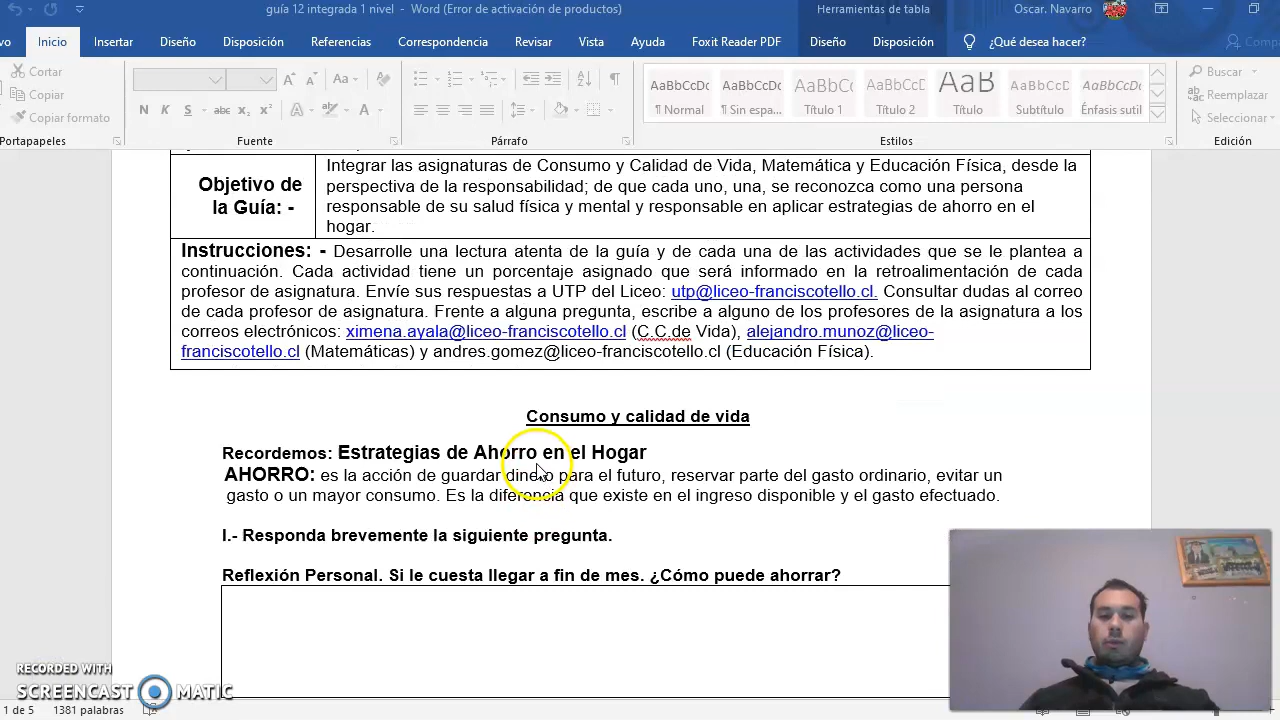 guía 12 integrada 1 nivel - Word (Error de activación de productos)
Herramientas de tabla
Oscar. Navarro
Inicio
Insertar
Diseño
Disposición
Referencias
Correspondencia
Revisar
Vista
Ayuda
Foxit Reader PDF
Diseño
Disposición
¿Qué desea hacer?
Cortar
Copiar
Copiar formato
Portapapeles
Aa
N K S abc x₂ x²
A
A
Fuente
Párrafo
AaBbCcDc
¶ Normal
AaBbCcDc
¶ Sin espa...
AaBbCc
Título 1
AaBbCcD
Título 2
AaB
Título
AaBbCcD
Subtítulo
AaBbCcDc
Énfasis sutil
Estilos
Buscar
Reemplazar
Seleccionar
Edición
Objetivo de
la Guía: -
Integrar las asignaturas de Consumo y Calidad de Vida, Matemática y Educación Física, desde la
perspectiva de la responsabilidad; de que cada uno, una, se reconozca como una persona
responsable de su salud física y mental y responsable en aplicar estrategias de ahorro en el
hogar.
Instrucciones: - Desarrolle una lectura atenta de la guía y de cada una de las actividades que se le plantea a
continuación. Cada actividad tiene un porcentaje asignado que será informado en la retroalimentación de cada
profesor de asignatura. Envíe sus respuestas a UTP del Liceo: utp@liceo-franciscotello.cl. Consultar dudas al correo
de cada profesor de asignatura. Frente a alguna pregunta, escribe a alguno de los profesores de la asignatura a los
correos electrónicos: ximena.ayala@liceo-franciscotello.cl (C.C.de Vida), alejandro.munoz@liceo-
franciscotello.cl (Matemáticas) y andres.gomez@liceo-franciscotello.cl (Educación Física).
Consumo y calidad de vida
Recordemos: Estrategias de Ahorro en el Hogar
AHORRO: es la acción de guardar dinero para el futuro, reservar parte del gasto ordinario, evitar un
gasto o un mayor consumo. Es la diferencia que existe en el ingreso disponible y el gasto efectuado.
I.- Responda brevemente la siguiente pregunta.
Reflexión Personal. Si le cuesta llegar a fin de mes. ¿Cómo puede ahorrar?
RECORDED WITH
SCREENCAST MATIC
1 de 5
1381 palabras